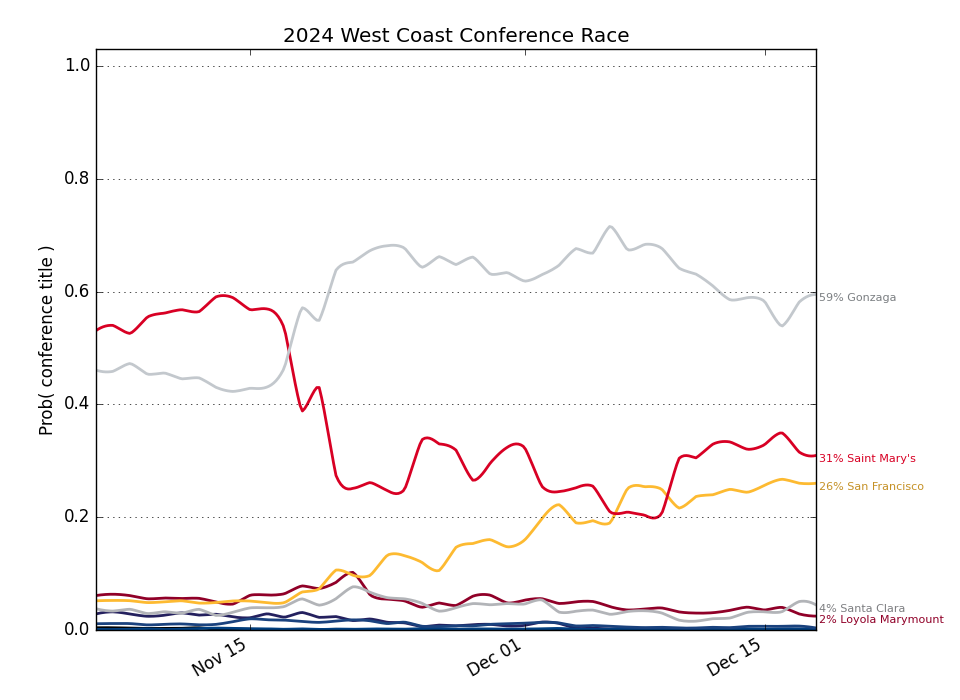 2024 West Coast Conference Race
1.0
0.8
0.6
0.4
0.2
0.0
Prob( conference title )
Nov 15
Dec 01
Dec 15
59% Gonzaga
31% Saint Mary's
26% San Francisco
4% Santa Clara
2% Loyola Marymount